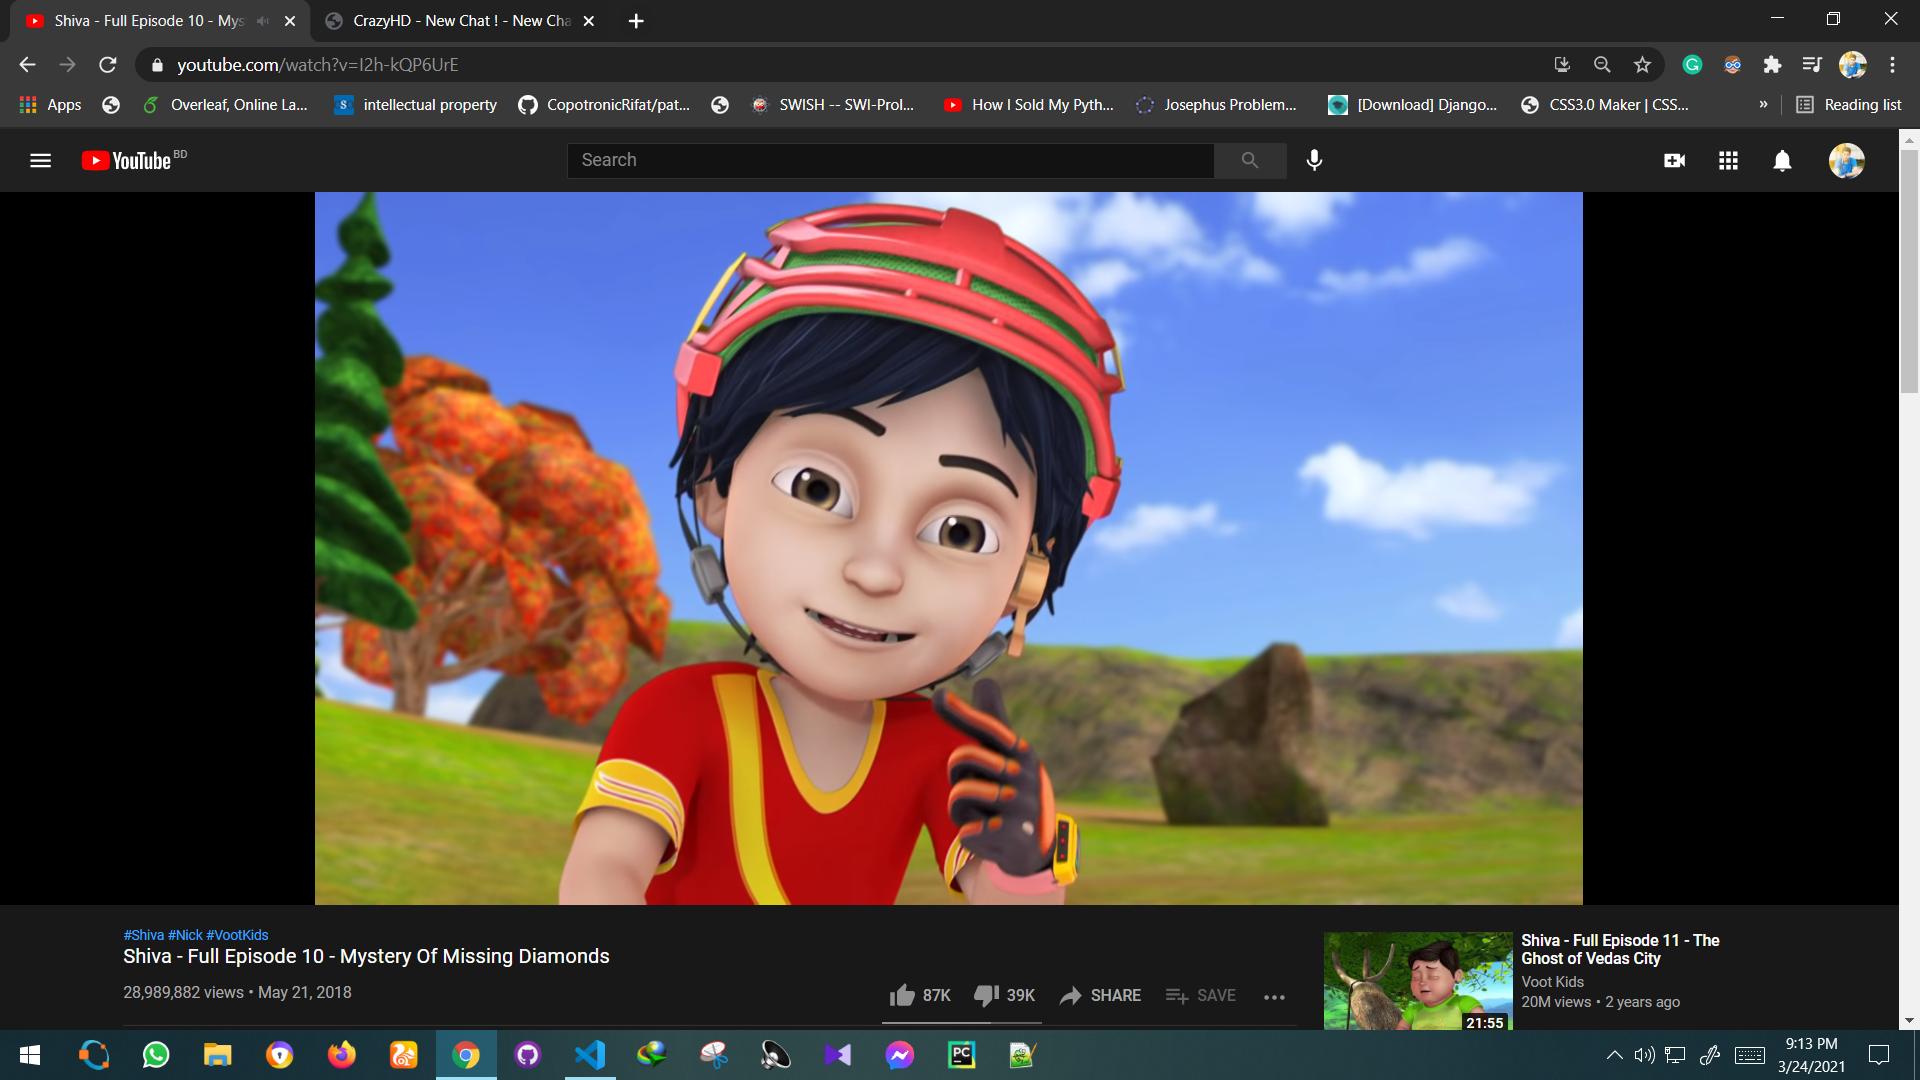 Shiva - Full Episode 10 - Mys
CrazyHD - New Chat ! - New Cha
youtube.com/watch?v=I2h-kQP6UrE
Apps
Overleaf, Online La...
intellectual property
CopotronicRifat/pat...
SWISH -- SWI-Prol...
How I Sold My Pyth...
Josephus Problem...
[Download] Django...
CSS3.0 Maker | CSS...
»
Reading list
YouTube BD
Search
#Shiva #Nick #VootKids
Shiva - Full Episode 10 - Mystery Of Missing Diamonds
28,989,882 views • May 21, 2018
87K
39K
SHARE
SAVE
Shiva - Full Episode 11 - The
Ghost of Vedas City
Voot Kids
20M views • 2 years ago
21:55
PC
9:13 PM
3/24/2021